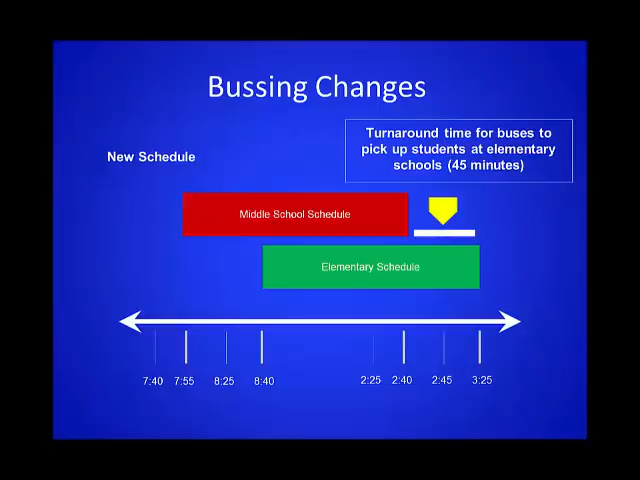 Bussing Changes
New Schedule
Turnaround time for buses to
pick up students at elementary
schools (45 minutes)
Middle School Schedule
Elementary Schedule
7:40 7:55 8:25 8:40 2:25 2:40 2:45 3:25